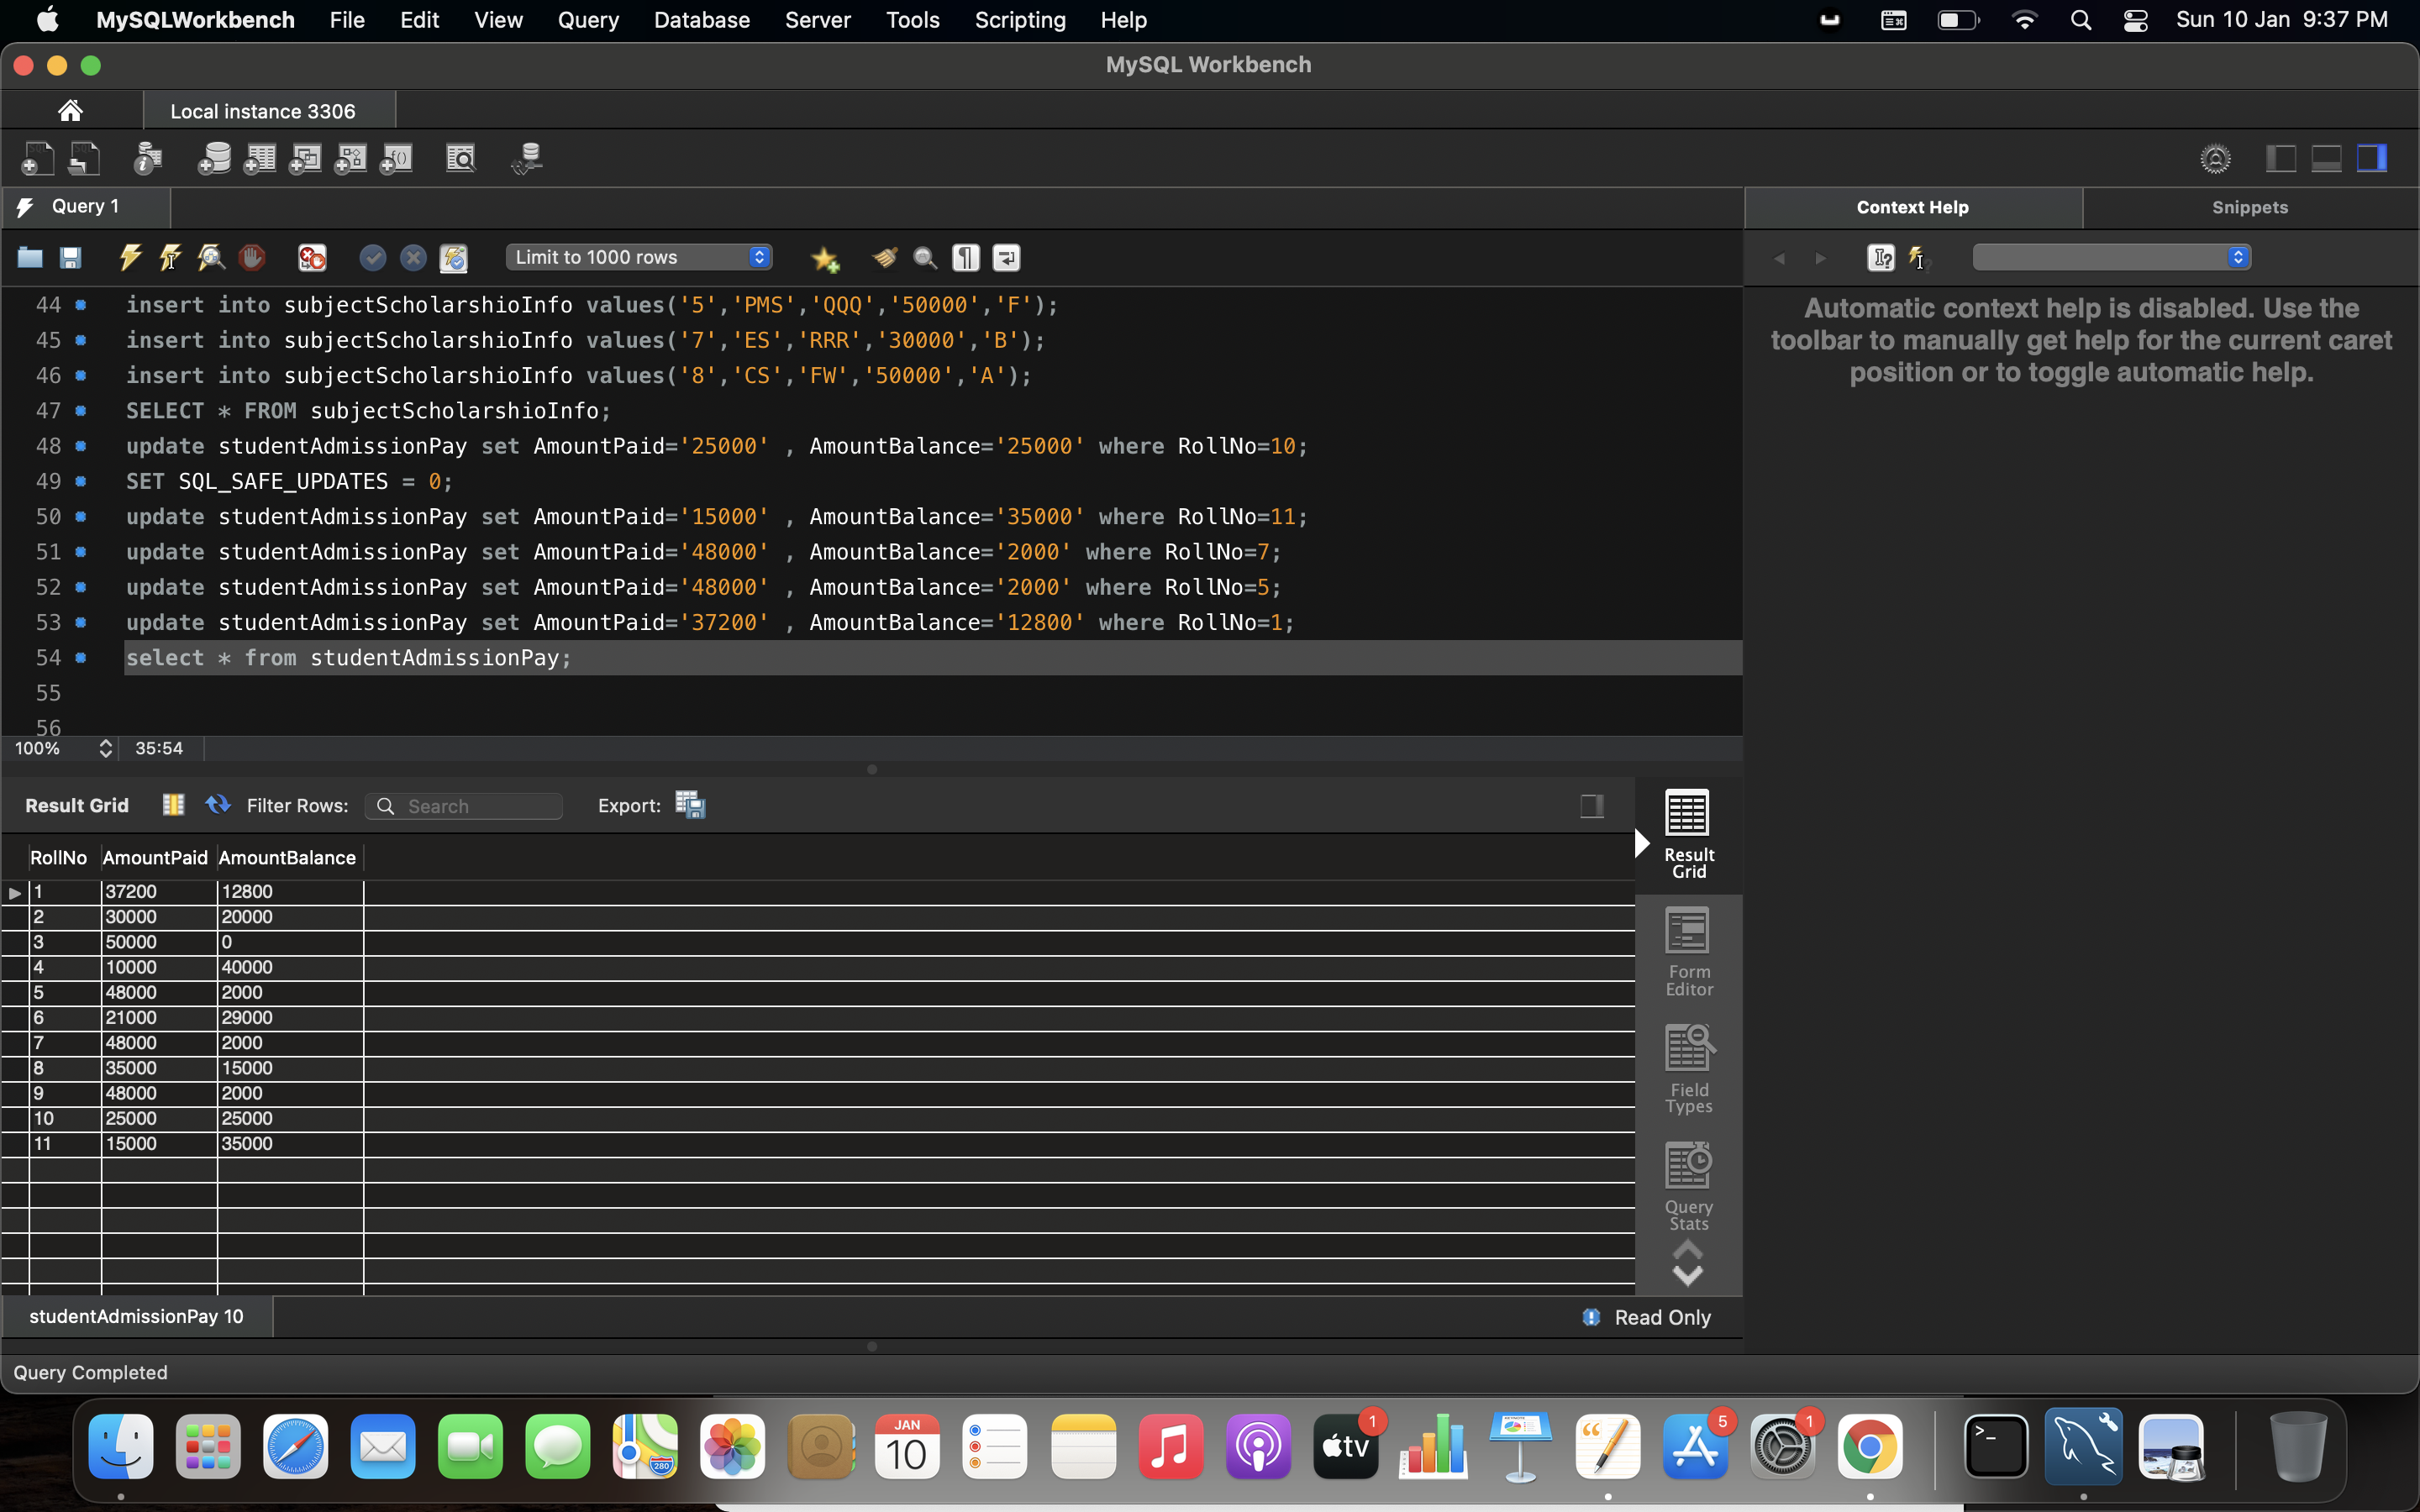 MySQLWorkbench File Edit View Query Database Server Tools Scripting Help Sun 10 Jan 9:37 PM
MySQL Workbench
Local instance 3306
Query 1
Context Help Snippets
Limit to 1000 rows
Automatic context help is disabled. Use the
toolbar to manually get help for the current caret
position or to toggle automatic help.
44 insert into subjectScholarshioInfo values('5','PMS','QQQ','50000','F');
45 insert into subjectScholarshioInfo values('7','ES','RRR','30000','B');
46 insert into subjectScholarshioInfo values('8','CS','FW','50000','A');
47 SELECT * FROM subjectScholarshioInfo;
48 update studentAdmissionPay set AmountPaid='25000' , AmountBalance='25000' where RollNo=10;
49 SET SQL_SAFE_UPDATES = 0;
50 update studentAdmissionPay set AmountPaid='15000' , AmountBalance='35000' where RollNo=11;
51 update studentAdmissionPay set AmountPaid='48000' , AmountBalance='2000' where RollNo=7;
52 update studentAdmissionPay set AmountPaid='48000' , AmountBalance='2000' where RollNo=5;
53 update studentAdmissionPay set AmountPaid='37200' , AmountBalance='12800' where RollNo=1;
54 select * from studentAdmissionPay;
55
56
100% 35:54
Result Grid Filter Rows: Search Export:
RollNo AmountPaid AmountBalance
1 37200 12800
2 30000 20000
3 50000 0
4 10000 40000
5 48000 2000
6 21000 29000
7 48000 2000
8 35000 15000
9 48000 2000
10 25000 25000
11 15000 35000
Result
Grid
Form
Editor
Field
Types
Query
Stats
studentAdmissionPay 10 Read Only
Query Completed
280
JAN
10
tv
1
KEYNOTE
5
1
>_